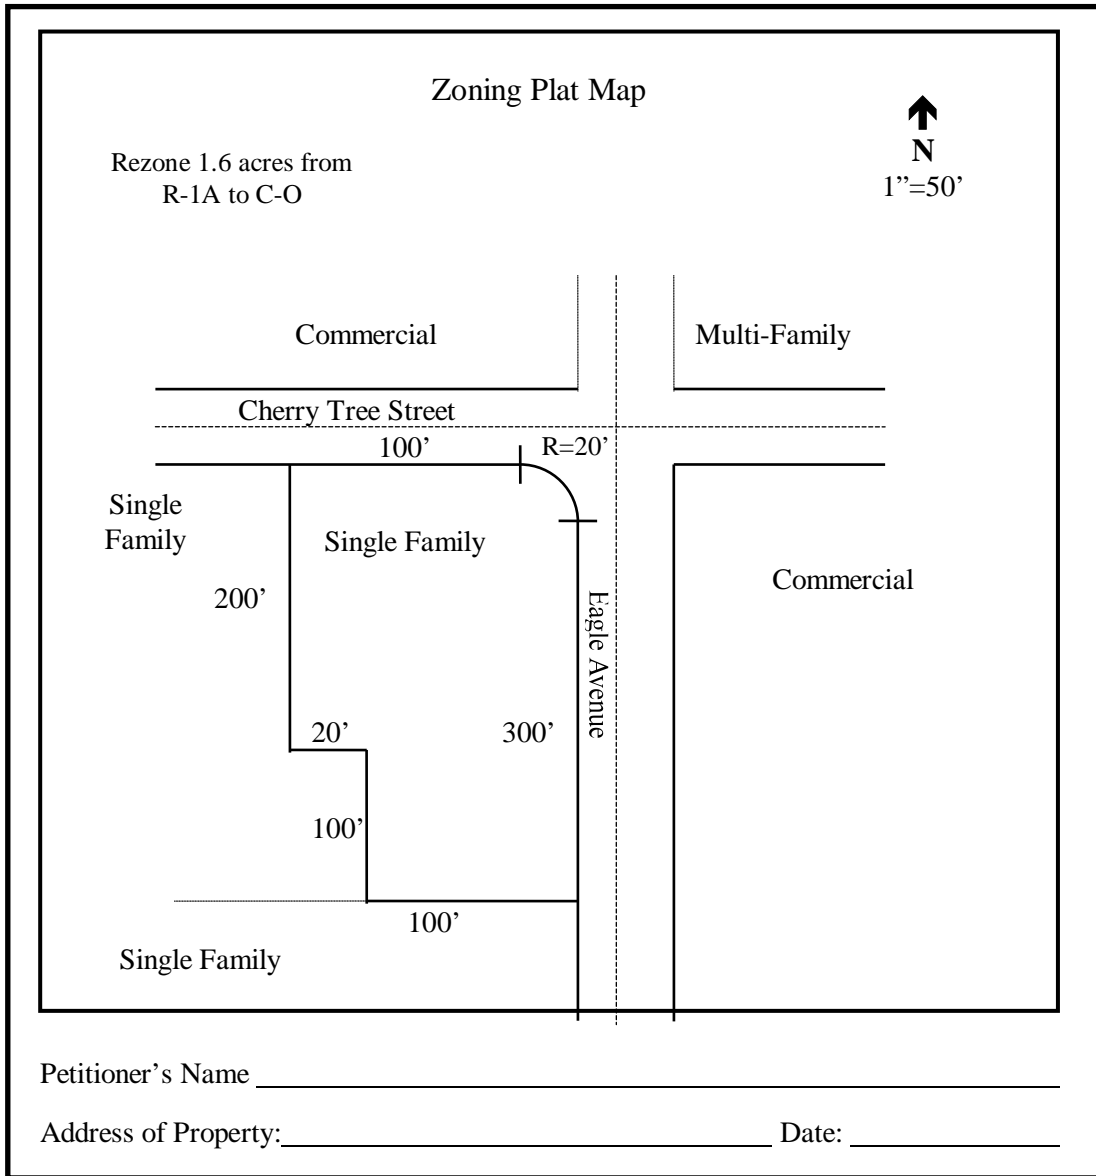 Zoning Plat Map
Rezone 1.6 acres from
R-1A to C-O
N
1”=50’
Commercial
Multi-Family
Cherry Tree Street
100’
R=20’
Single
Family
Single Family
Commercial
200’
Eagle Avenue
20’
300’
100’
100’
Single Family
Petitioner’s Name
Address of Property: Date: